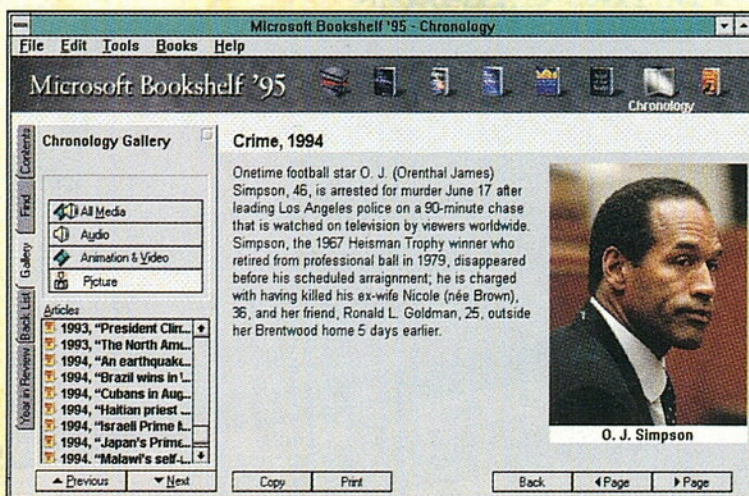 Microsoft Bookshelf '95 - Chronology
File Edit Tools Books Help
Microsoft Bookshelf '95
Chronology
Contents
Find
Gallery
Back List
Year in Review
Chronology Gallery
All Media
Audio
Animation & Video
Picture
Articles
1993, "President Clin...
1993, "The North Am...
1994, "An earthquake...
1994, "Brazil wins in '...
1994, "Cubans in Aug...
1994, "Haitian priest ...
1994, "Israeli Prime M...
1994, "Japan's Prime...
1994, "Malawi's self-...
Previous
Next
Crime, 1994
Onetime football star O. J. (Orenthal James)
Simpson, 46, is arrested for murder June 17 after
leading Los Angeles police on a 90-minute chase
that is watched on television by viewers worldwide.
Simpson, the 1967 Heisman Trophy winner who
retired from professional ball in 1979, disappeared
before his scheduled arraignment; he is charged
with having killed his ex-wife Nicole (née Brown),
36, and her friend, Ronald L. Goldman, 25, outside
her Brentwood home 5 days earlier.
O. J. Simpson
Copy
Print
Back
Page
Page